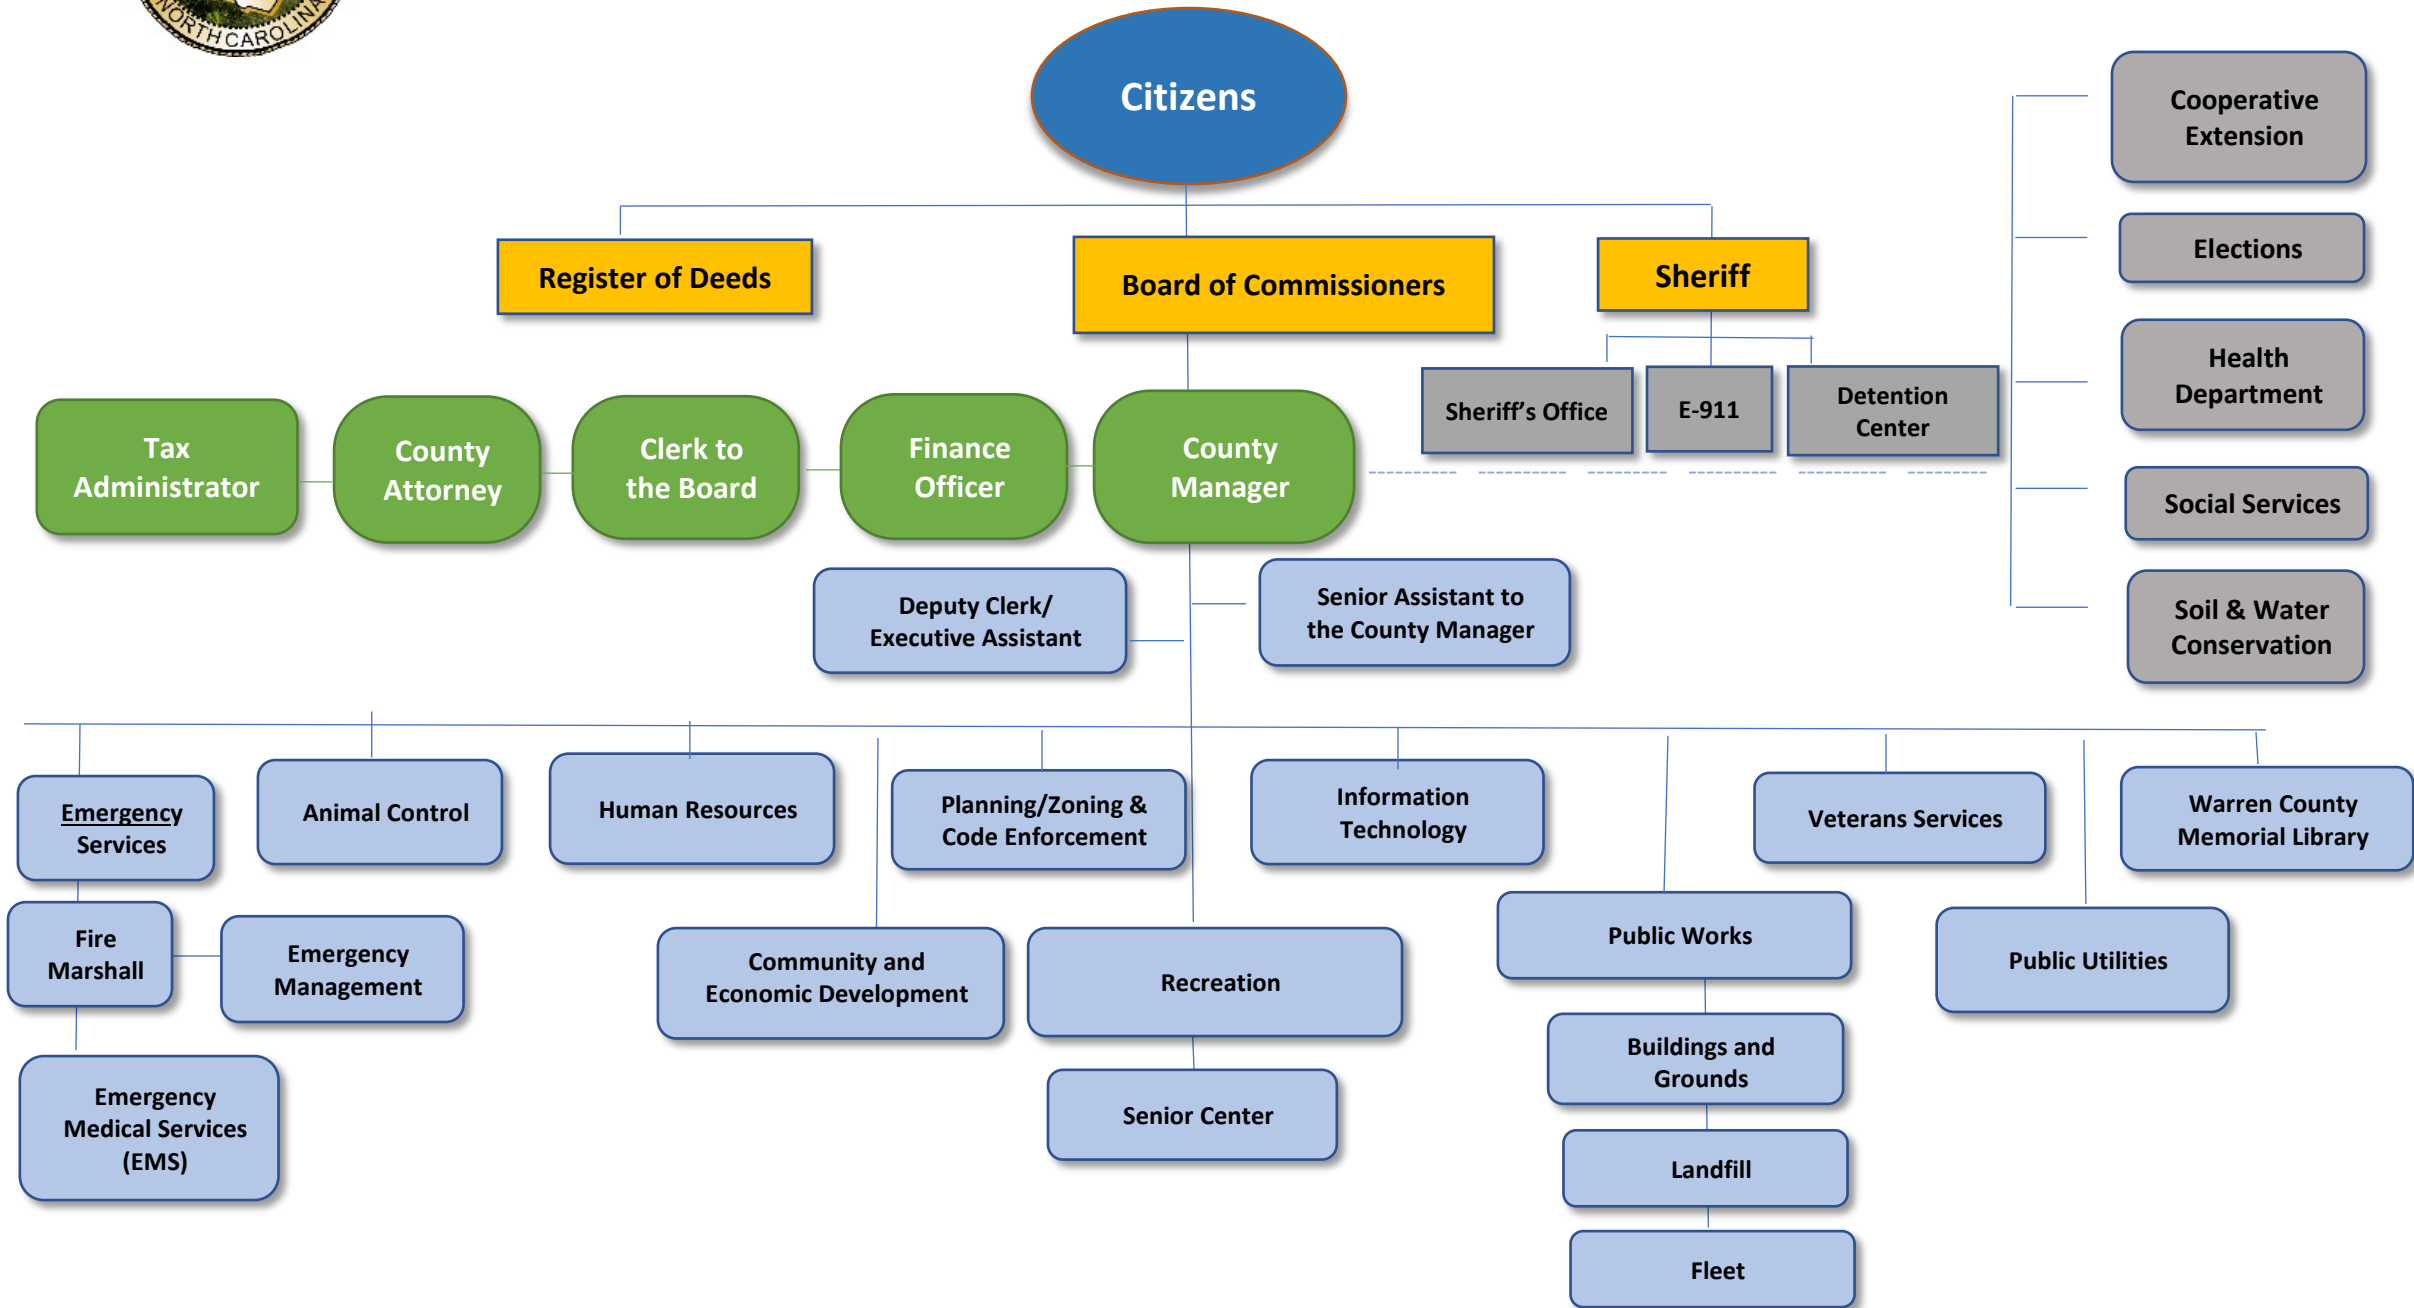 NORTH CAROLINA
Citizens
Cooperative
Extension
Elections
Health
Department
Social Services
Soil & Water
Conservation
Register of Deeds
Board of Commissioners
Sheriff
Sheriff’s Office
E-911
Detention
Center
Tax
Administrator
County
Attorney
Clerk to
the Board
Finance
Officer
County
Manager
Deputy Clerk/
Executive Assistant
Senior Assistant to
the County Manager
Emergency
Services
Animal Control
Human Resources
Planning/Zoning &
Code Enforcement
Information
Technology
Veterans Services
Warren County
Memorial Library
Fire
Marshall
Emergency
Management
Community and
Economic Development
Recreation
Public Works
Public Utilities
Emergency
Medical Services
(EMS)
Senior Center
Buildings and
Grounds
Landfill
Fleet